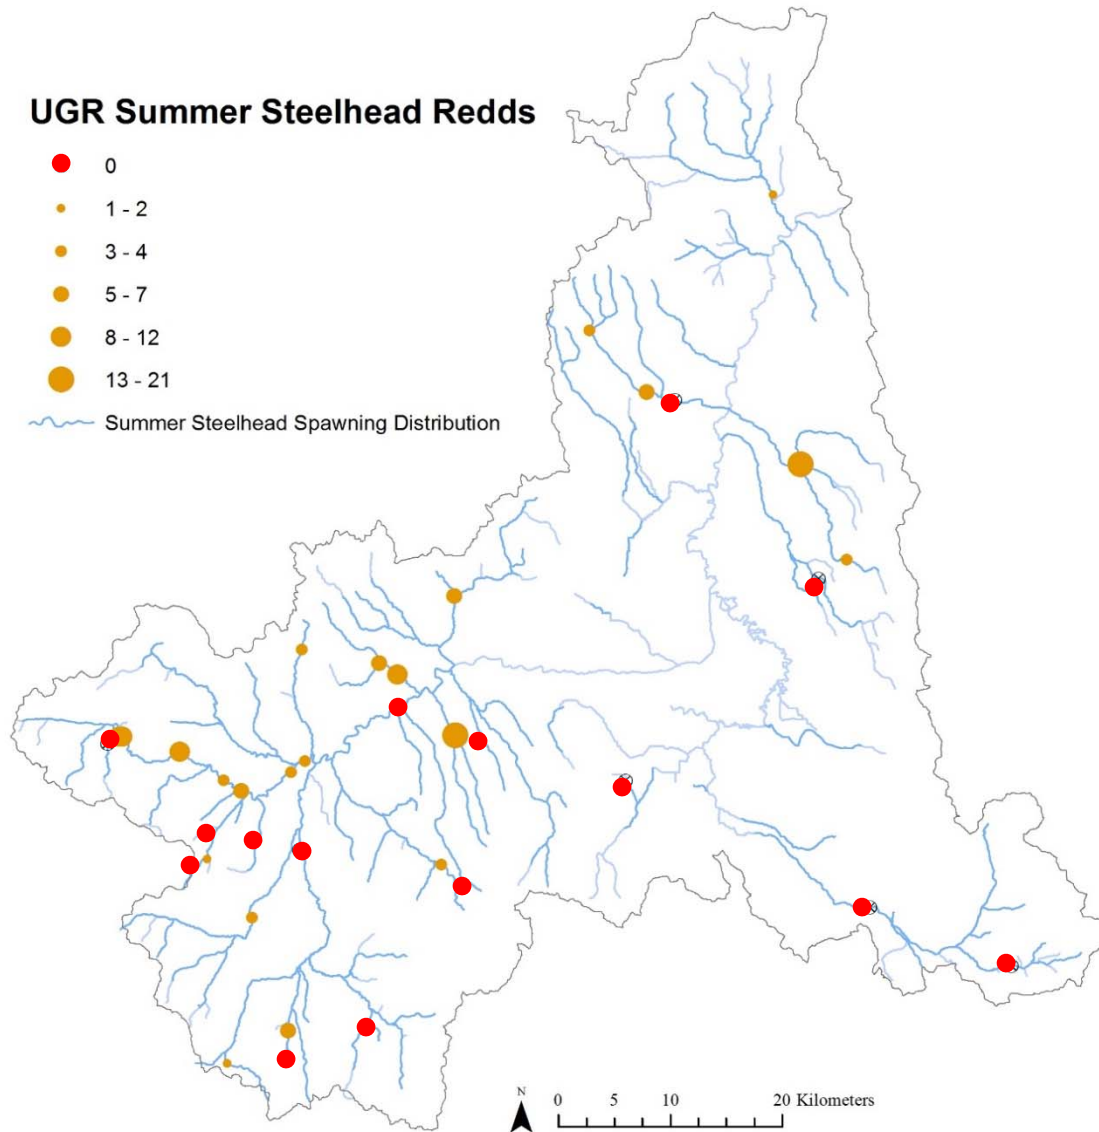 UGR Summer Steelhead Redds
0
1 - 2
3 - 4
5 - 7
8 - 12
13 - 21
Summer Steelhead Spawning Distribution
N
0 5 10 20 Kilometers